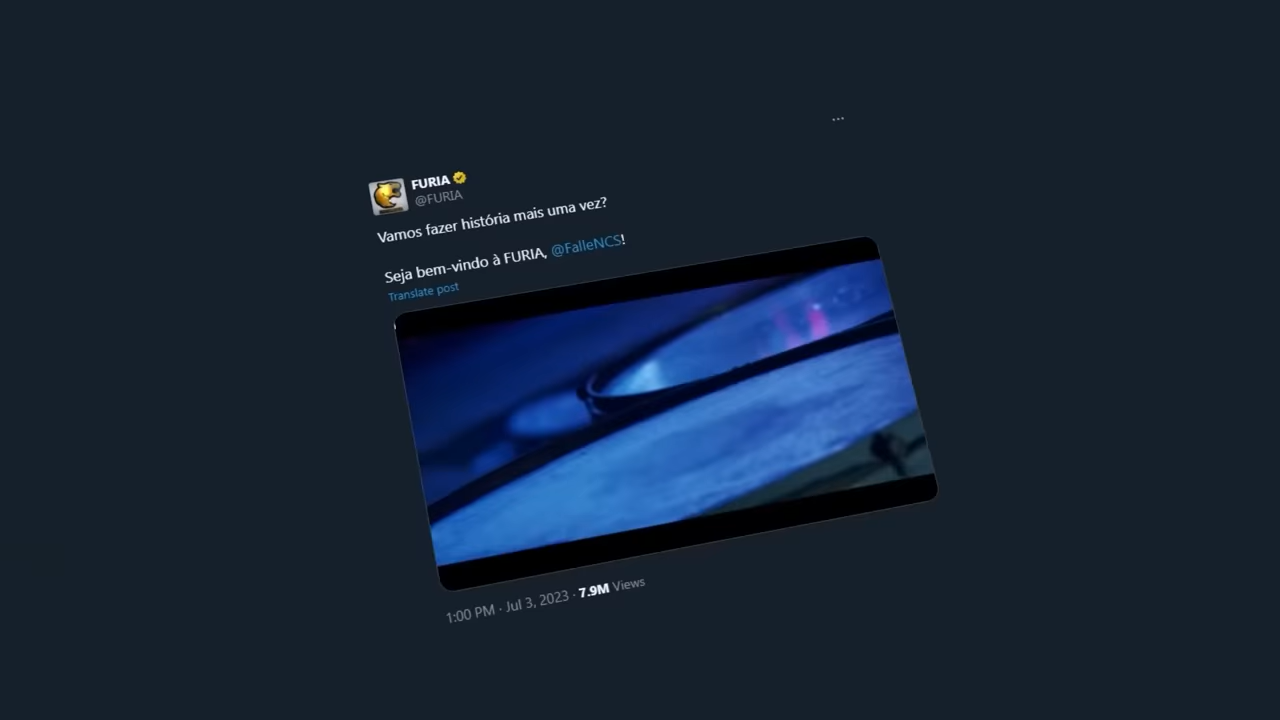 ...
FURIA
@FURIA
Vamos fazer história mais uma vez?
Seja bem-vindo à FURIA, @FalleNCS!
Translate post
1:00 PM · Jul 3, 2023 · 7.9M Views